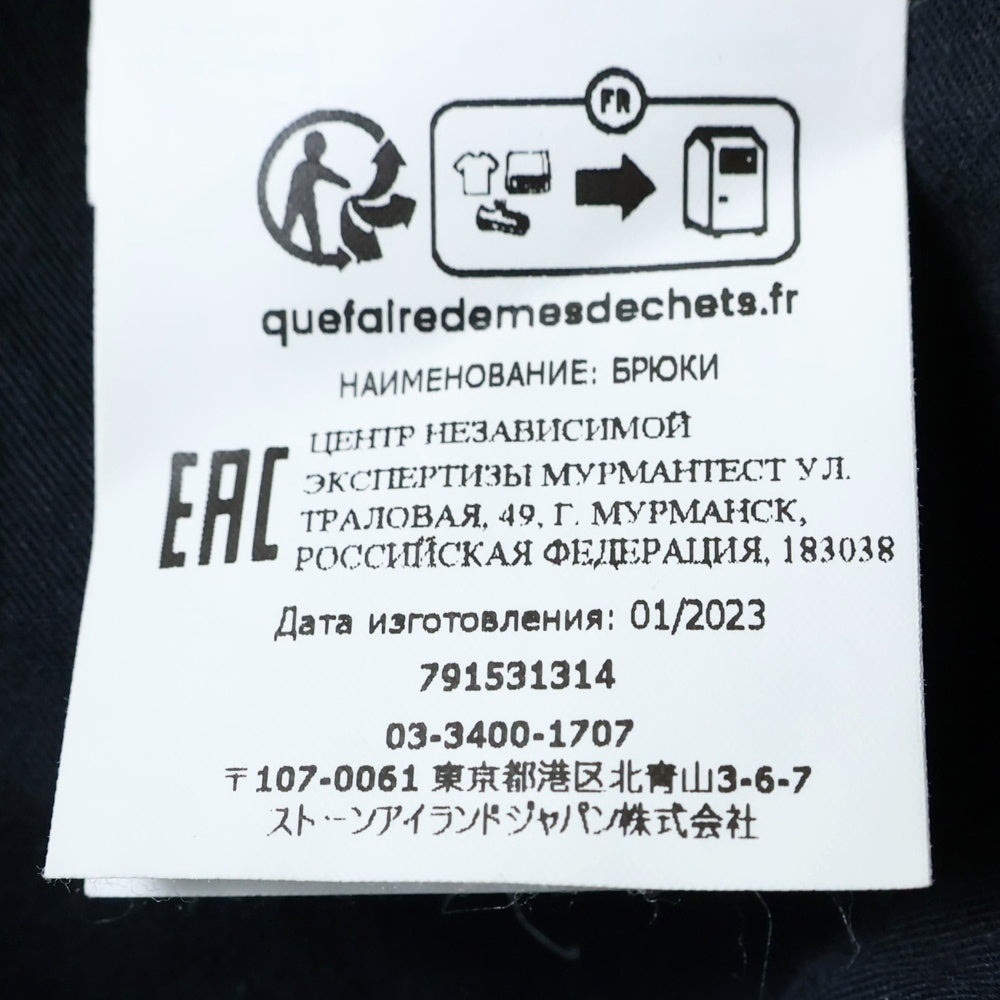 FR
quefairedemesdechets.fr
НАИМЕНОВАНИЕ: БРЮКИ
EAC
ЦЕНТР НЕЗАВИСИМОЙ
ЭКСПЕРТИЗЫ МУРМАНТЕСТ УЛ.
ТРАЛОВАЯ, 49, Г. МУРМАНСК,
РОССИЙСКАЯ ФЕДЕРАЦИЯ, 183038
Дата изготовления: 01/2023
791531314
03-3400-1707
〒107-0061 東京都港区北青山3-6-7
ストーンアイランドジャパン株式会社